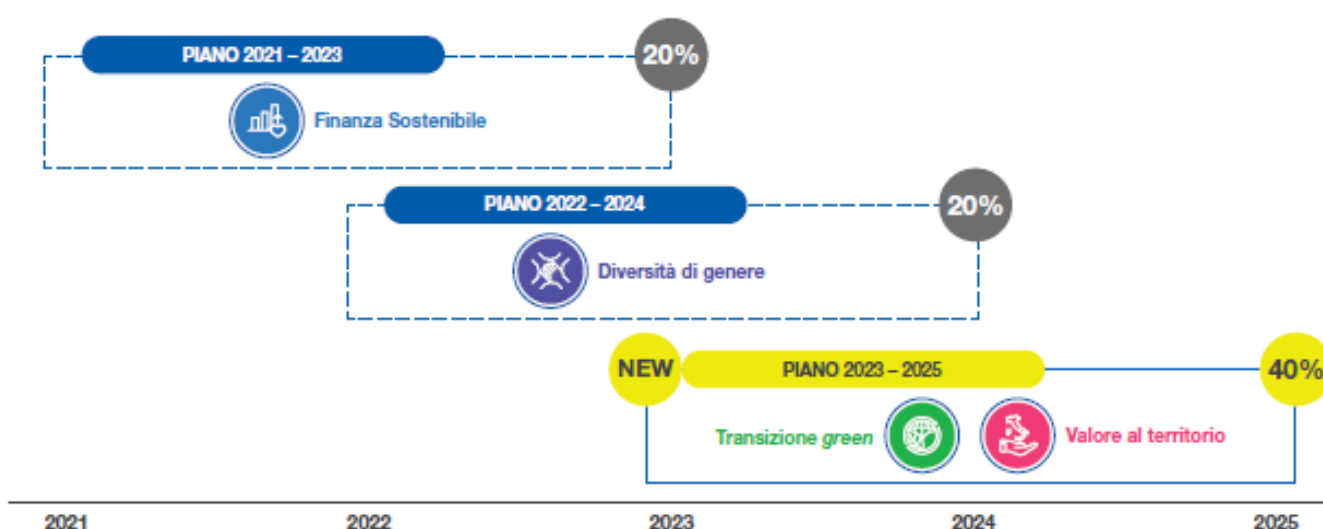 PIANO 2021 – 2023
20%
Finanza Sostenibile
PIANO 2022 – 2024
20%
Diversità di genere
NEW
PIANO 2023 – 2025
40%
Transizione green
Valore al territorio
2021 2022 2023 2024 2025